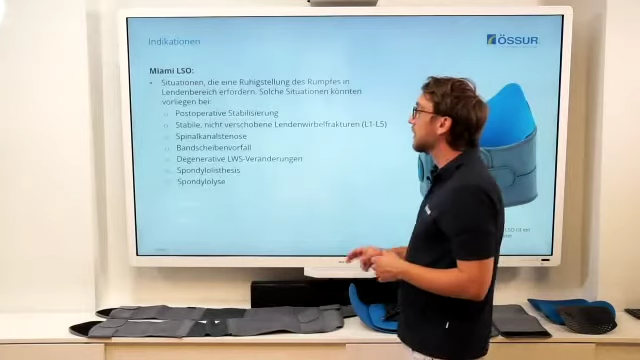 Indikationen
ÖSSUR
Miami LSO:
• Situationen, die eine Ruhigstellung des Rumpfes in
Lendenbereich erfordern. Solche Situationen könnten
vorliegen bei:
o Postoperative Stabilisierung
o Stabile, nicht verschobene Lendenwirbelfrakturen (L1-L5)
o Spinalkanalstenose
o Bandscheibenvorfall
o Degenerative LWS-Veränderungen
o Spondylolisthesis
o Spondylolyse